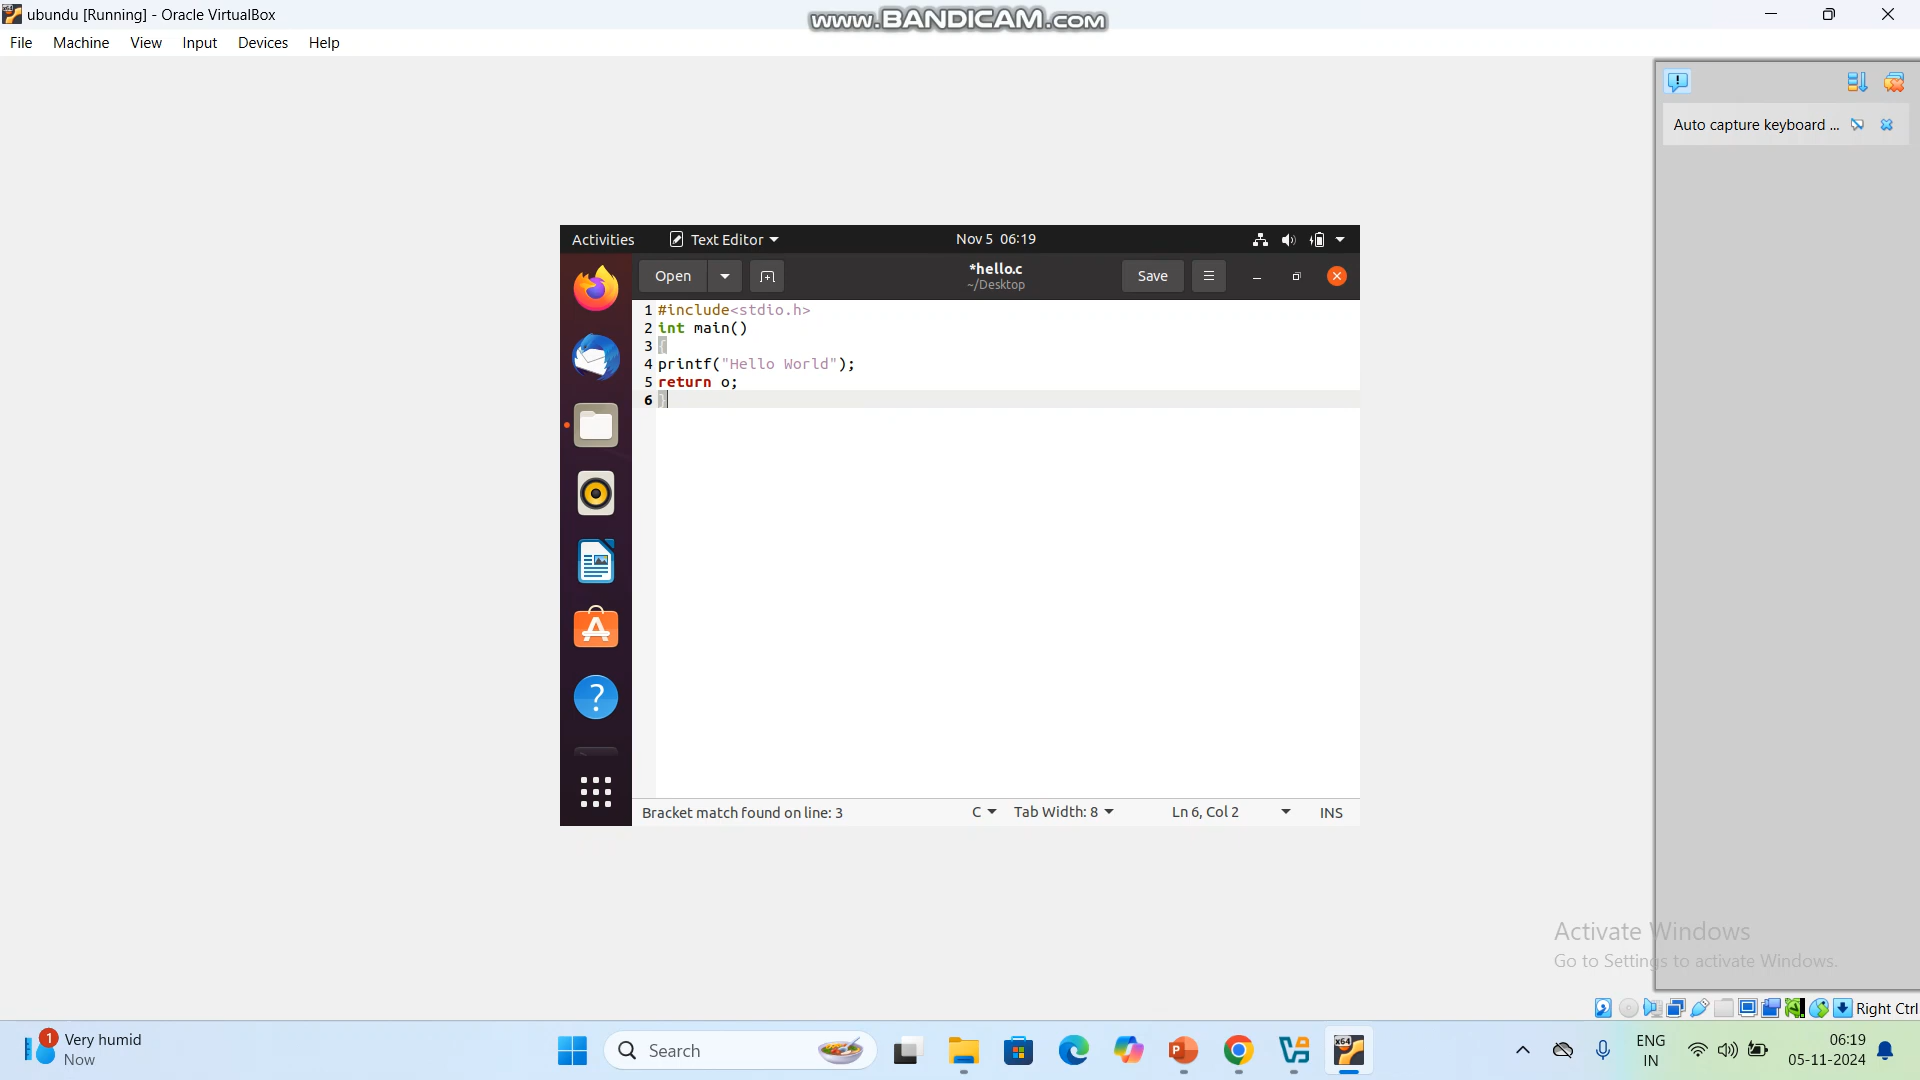 ubundu [Running] - Oracle VirtualBox
www.BANDICAM.com
File Machine View Input Devices Help
Auto capture keyboard ...
Activities Text Editor Nov 5 06:19
Open *hello.c Save
~/Desktop
1 #include<stdio.h>
2 int main()
3 {
4 printf("Hello World");
5 return o;
6 }
Bracket match found on line: 3 C Tab Width: 8 Ln 6, Col 2 INS
Activate Windows
Go to Settings to activate Windows.
Right Ctrl
1 Very humid
Now
Search
ENG
IN
06:19
05-11-2024